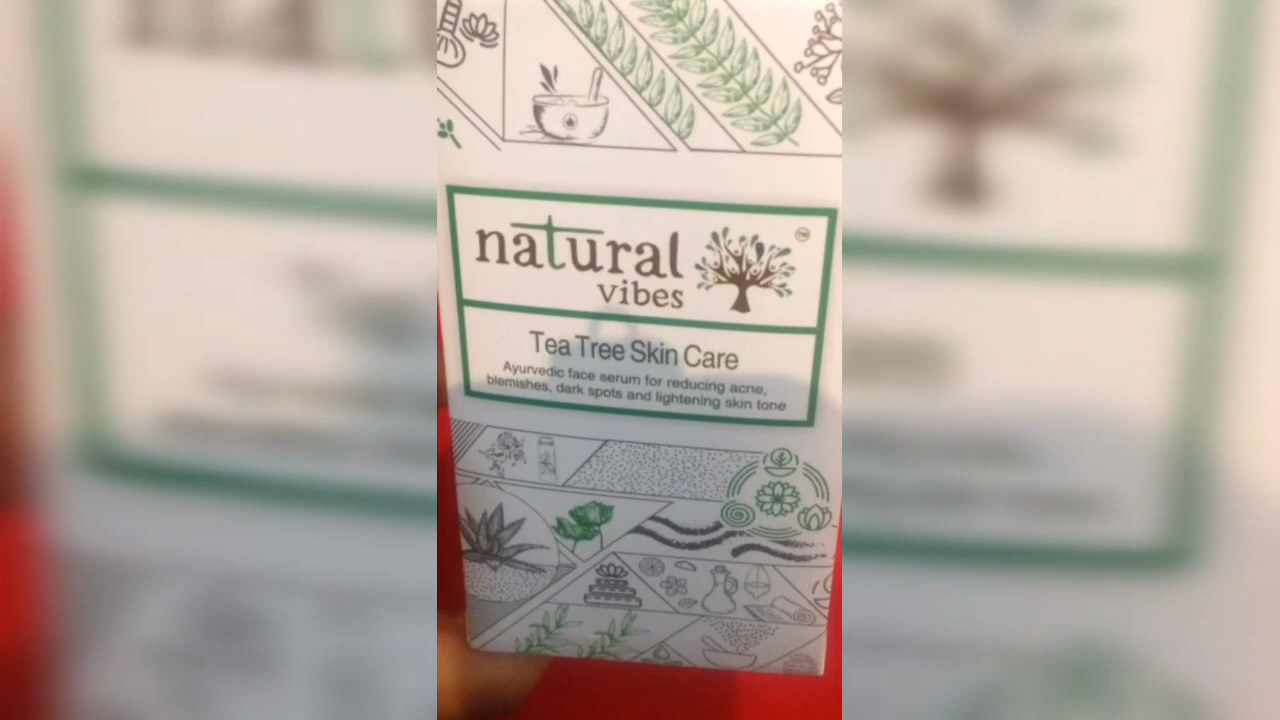 natural
vibes
TM
Tea Tree Skin Care
Ayurvedic face serum for reducing acne,
blemishes, dark spots and lightening skin tone